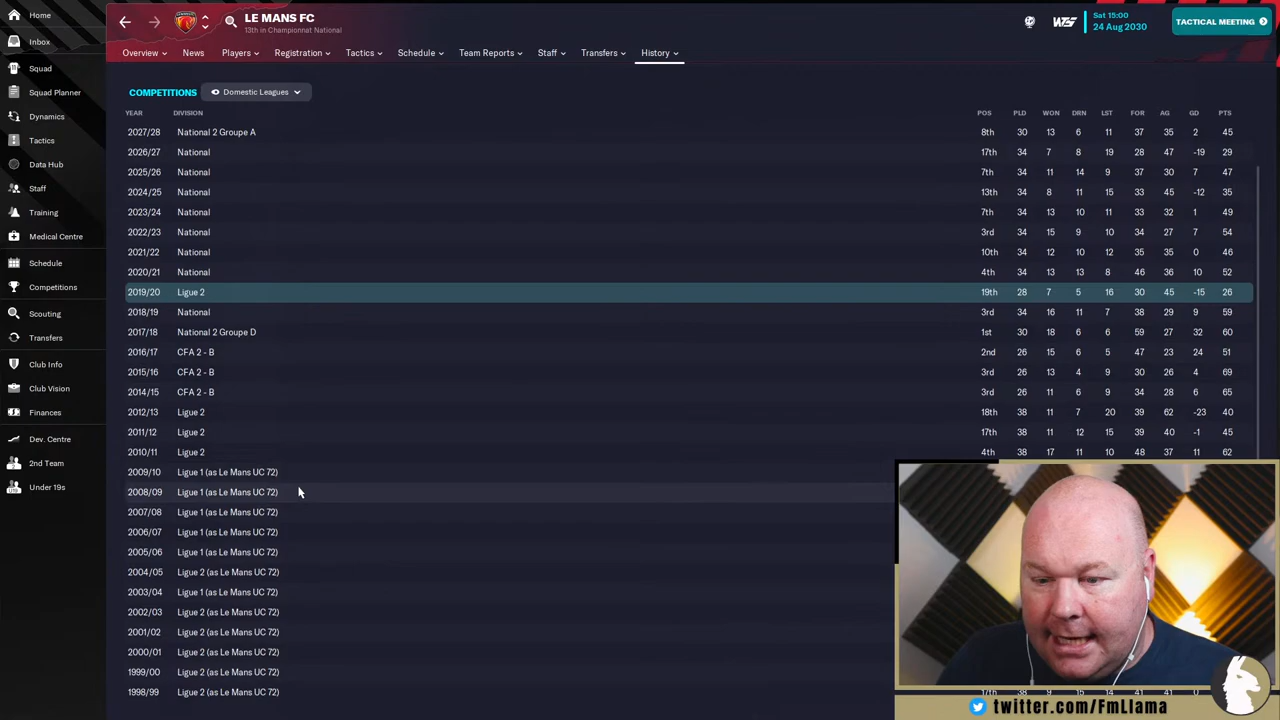 Home
LE MANS FC
13th in Championnat National
Sat 15:00
24 Aug 2030
TACTICAL MEETING
Inbox
Overview News Players Registration Tactics Schedule Team Reports Staff Transfers History
Squad
Squad Planner
Dynamics
Tactics
Data Hub
Staff
Training
Medical Centre
Schedule
Competitions
Scouting
Transfers
Club Info
Club Vision
Finances
Dev. Centre
2nd Team
Under 19s
COMPETITIONS Domestic Leagues
YEAR DIVISION POS PLD WON DRN LST FOR AG GD PTS
2027/28 National 2 Groupe A 8th 30 13 6 11 37 35 2 45
2026/27 National 17th 34 7 8 19 28 47 -19 29
2025/26 National 7th 34 11 14 9 37 30 7 47
2024/25 National 13th 34 8 11 15 33 45 -12 35
2023/24 National 7th 34 13 10 11 33 32 1 49
2022/23 National 3rd 34 15 9 10 34 27 7 54
2021/22 National 10th 34 12 10 12 35 35 0 46
2020/21 National 4th 34 13 13 8 46 36 10 52
2019/20 Ligue 2 19th 28 7 5 16 30 45 -15 26
2018/19 National 3rd 34 16 11 7 38 29 9 59
2017/18 National 2 Groupe D 1st 30 18 6 6 59 27 32 60
2016/17 CFA 2 - B 2nd 26 15 6 5 47 23 24 51
2015/16 CFA 2 - B 3rd 26 13 4 9 30 26 4 69
2014/15 CFA 2 - B 3rd 26 11 6 9 34 28 6 65
2012/13 Ligue 2 18th 38 11 7 20 39 62 -23 40
2011/12 Ligue 2 17th 38 11 12 15 39 40 -1 45
2010/11 Ligue 2 4th 38 17 11 10 48 37 11 62
2009/10 Ligue 1 (as Le Mans UC 72)
2008/09 Ligue 1 (as Le Mans UC 72)
2007/08 Ligue 1 (as Le Mans UC 72)
2006/07 Ligue 1 (as Le Mans UC 72)
2005/06 Ligue 1 (as Le Mans UC 72)
2004/05 Ligue 2 (as Le Mans UC 72)
2003/04 Ligue 1 (as Le Mans UC 72)
2002/03 Ligue 2 (as Le Mans UC 72)
2001/02 Ligue 2 (as Le Mans UC 72)
2000/01 Ligue 2 (as Le Mans UC 72)
1999/00 Ligue 2 (as Le Mans UC 72)
1998/99 Ligue 2 (as Le Mans UC 72)
twitter.com/FmLlama